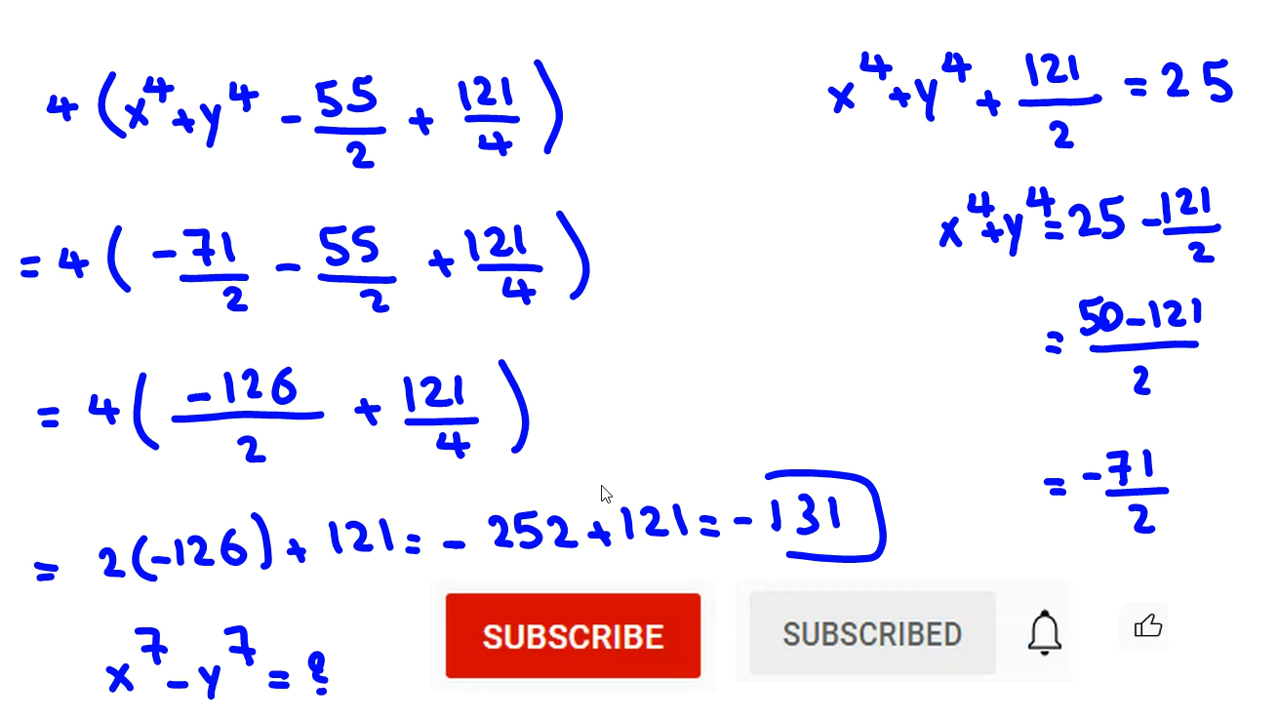 4(x⁴+y⁴ - 55/2 + 121/4)
= 4(-71/2 - 55/2 + 121/4)
= 4(-126/2 + 121/4)
= 2(-126) + 121 = - 252 + 121 = - 131
x⁷ - y⁷ = ?
x⁴ + y⁴ + 121/2 = 25
x⁴+y⁴ = 25 - 121/2
= 50-121/2
= -71/2
SUBSCRIBE
SUBSCRIBED